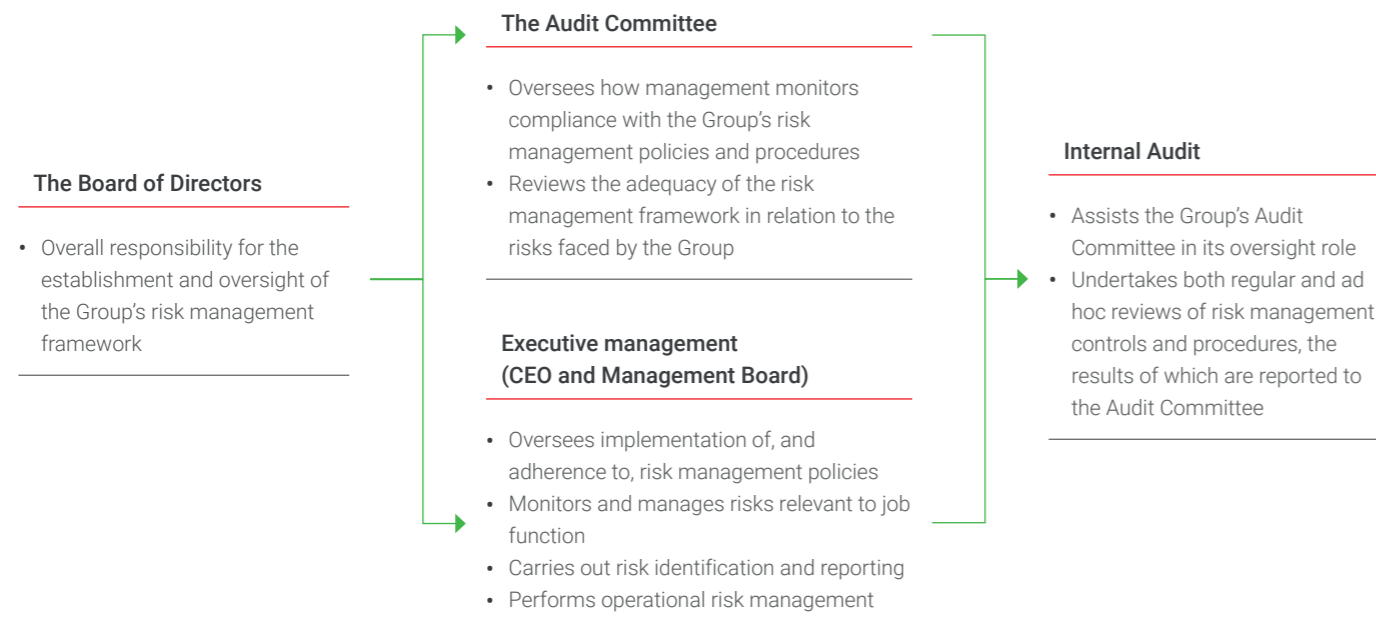 The Board of Directors
• Overall responsibility for the
establishment and oversight of
the Group’s risk management
framework
The Audit Committee
• Oversees how management monitors
compliance with the Group’s risk
management policies and procedures
• Reviews the adequacy of the risk
management framework in relation to the
risks faced by the Group
Executive management
(CEO and Management Board)
• Oversees implementation of, and
adherence to, risk management policies
• Monitors and manages risks relevant to job
function
• Carries out risk identification and reporting
• Performs operational risk management
Internal Audit
• Assists the Group’s Audit
Committee in its oversight role
• Undertakes both regular and ad
hoc reviews of risk management
controls and procedures, the
results of which are reported to
the Audit Committee